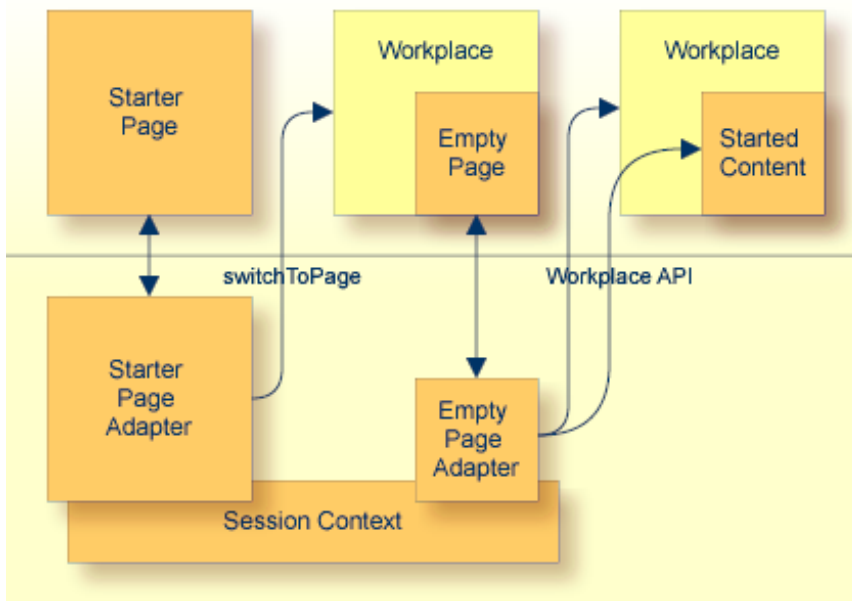 Starter
Page
Workplace
Empty
Page
Workplace
Started
Content
switchToPage
Workplace API
Starter
Page
Adapter
Empty
Page
Adapter
Session Context